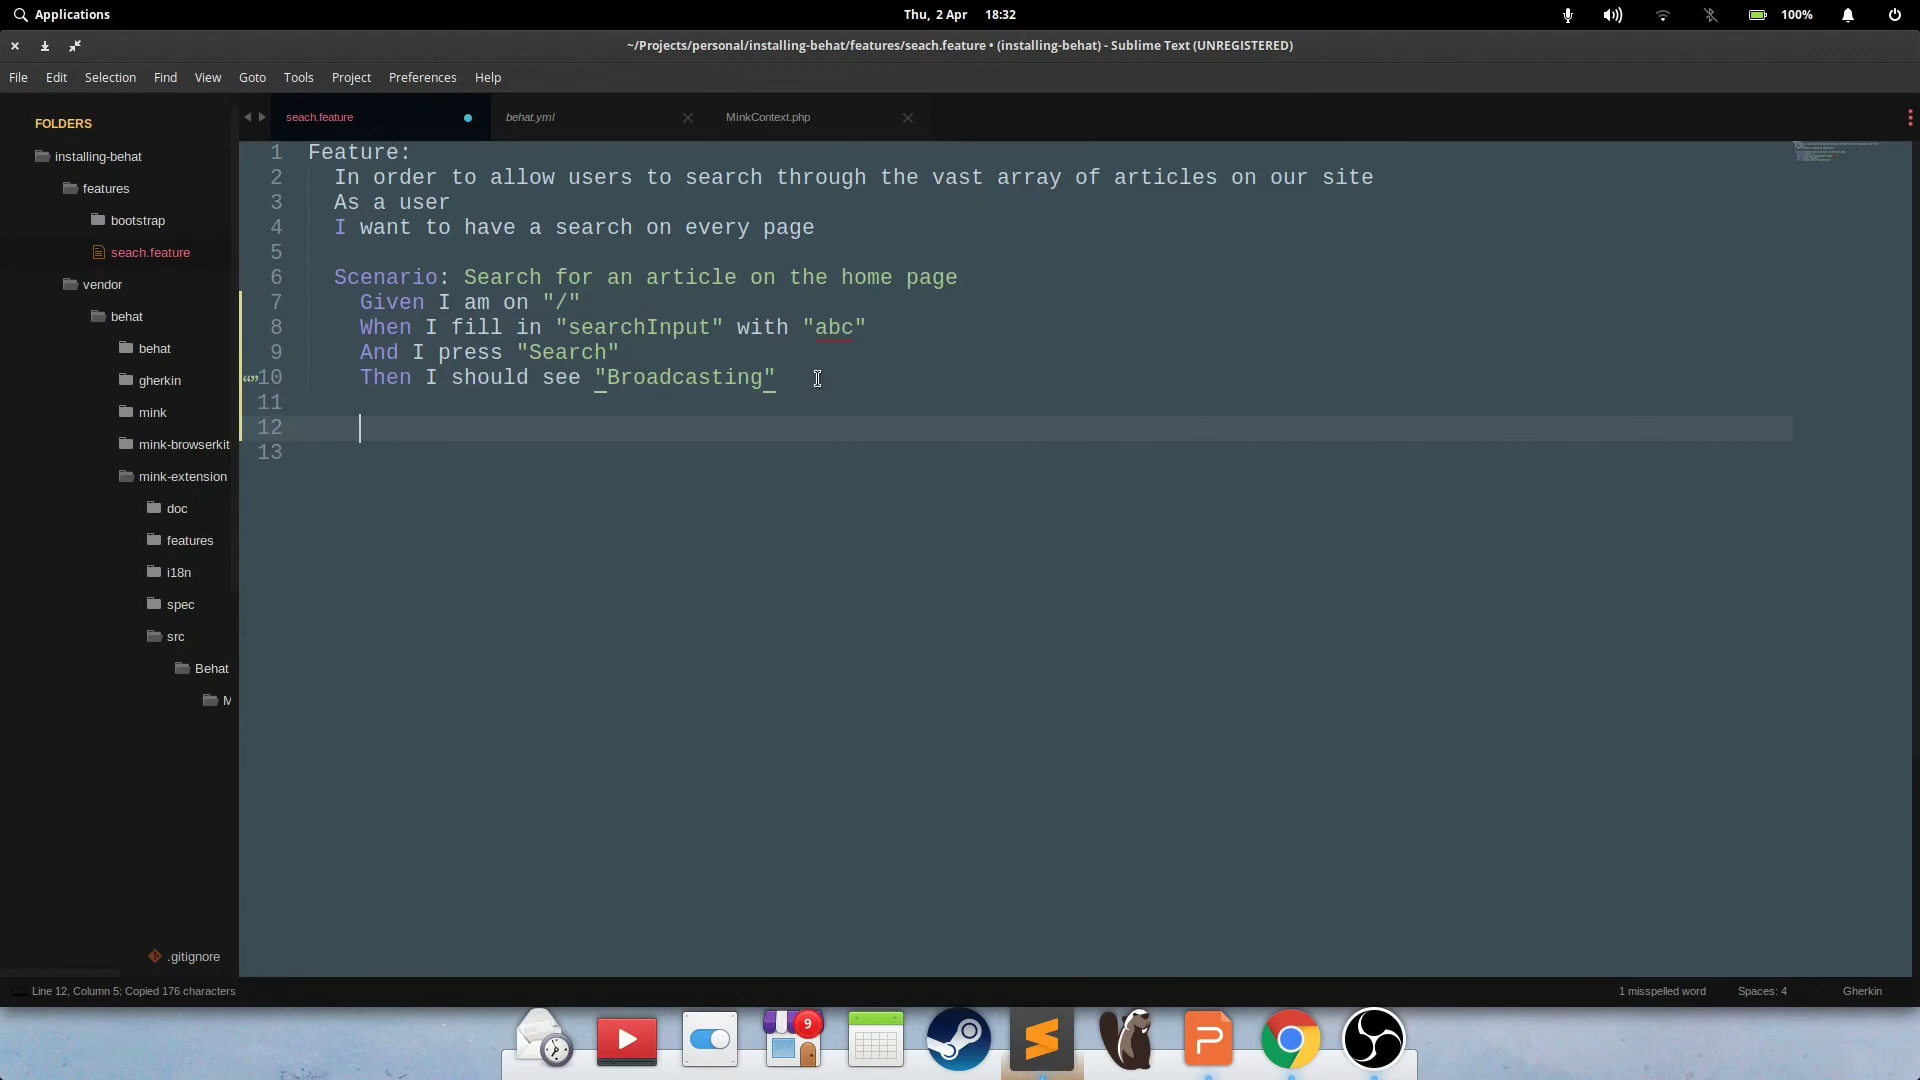 Applications
Thu, 2 Apr 18:32
100%
~/Projects/personal/installing-behat/features/seach.feature • (installing-behat) - Sublime Text (UNREGISTERED)
File Edit Selection Find View Goto Tools Project Preferences Help
FOLDERS
installing-behat
features
bootstrap
seach.feature
vendor
behat
behat
gherkin
mink
mink-browserkit
mink-extension
doc
features
i18n
spec
src
Behat
M
.gitignore
seach.feature behat.yml MinkContext.php
1 Feature:
2 In order to allow users to search through the vast array of articles on our site
3 As a user
4 I want to have a search on every page
5
6 Scenario: Search for an article on the home page
7 Given I am on "/"
8 When I fill in "searchInput" with "abc"
9 And I press "Search"
10 Then I should see "Broadcasting"
11
12
13
Line 12, Column 5; Copied 176 characters
1 misspelled word Spaces: 4 Gherkin
9